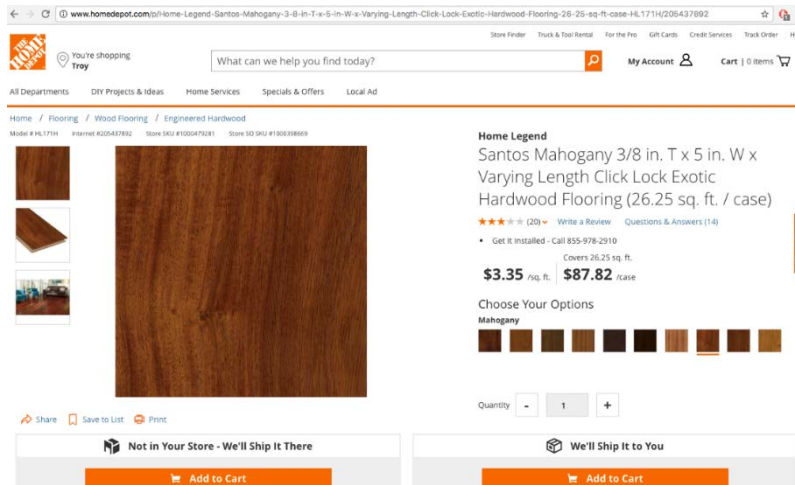 www.homedepot.com/p/Home-Legend-Santos-Mahogany-3-8-in-T-x-5-in-W-x-Varying-Length-Click-Lock-Exotic-Hardwood-Flooring-26-25-sq-ft-case-HL171H/205437892
Store Finder Truck & Tool Rental For the Pro Gift Cards Credit Services Track Order H
THE HOME DEPOT
You're shopping
Troy
What can we help you find today?
My Account
Cart | 0 items
All Departments DIY Projects & Ideas Home Services Specials & Offers Local Ad
Home / Flooring / Wood Flooring / Engineered Hardwood
Model # HL171H Internet #205437892 Store SKU #1000479281 Store SO SKU #1000398669
Home Legend
Santos Mahogany 3/8 in. T x 5 in. W x
Varying Length Click Lock Exotic
Hardwood Flooring (26.25 sq. ft. / case)
(20) Write a Review Questions & Answers (14)
Get it Installed - Call 855-978-2910
Covers 26.25 sq. ft.
$3.35 /sq. ft. $87.82 /case
Choose Your Options
Mahogany
Quantity - 1 +
Share Save to List Print
Not in Your Store - We'll Ship It There
We'll Ship It to You
Add to Cart
Add to Cart